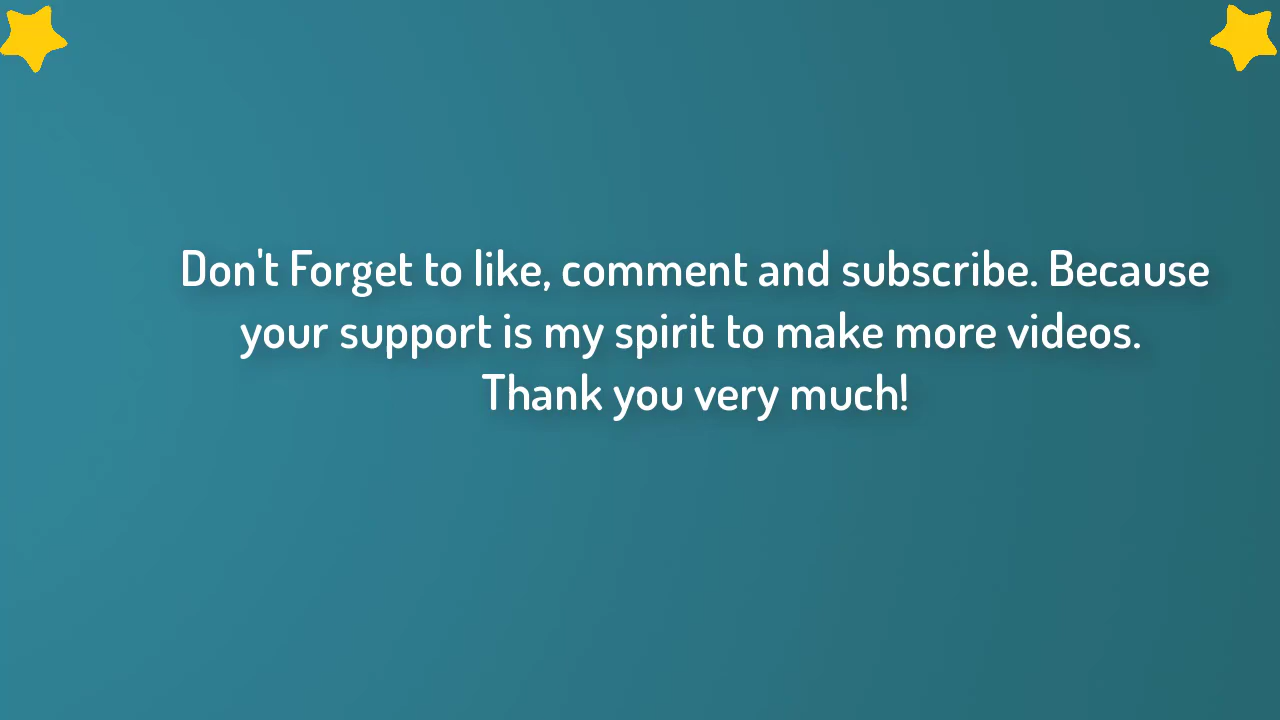 Don't Forget to like, comment and subscribe. Because
your support is my spirit to make more videos.
Thank you very much!